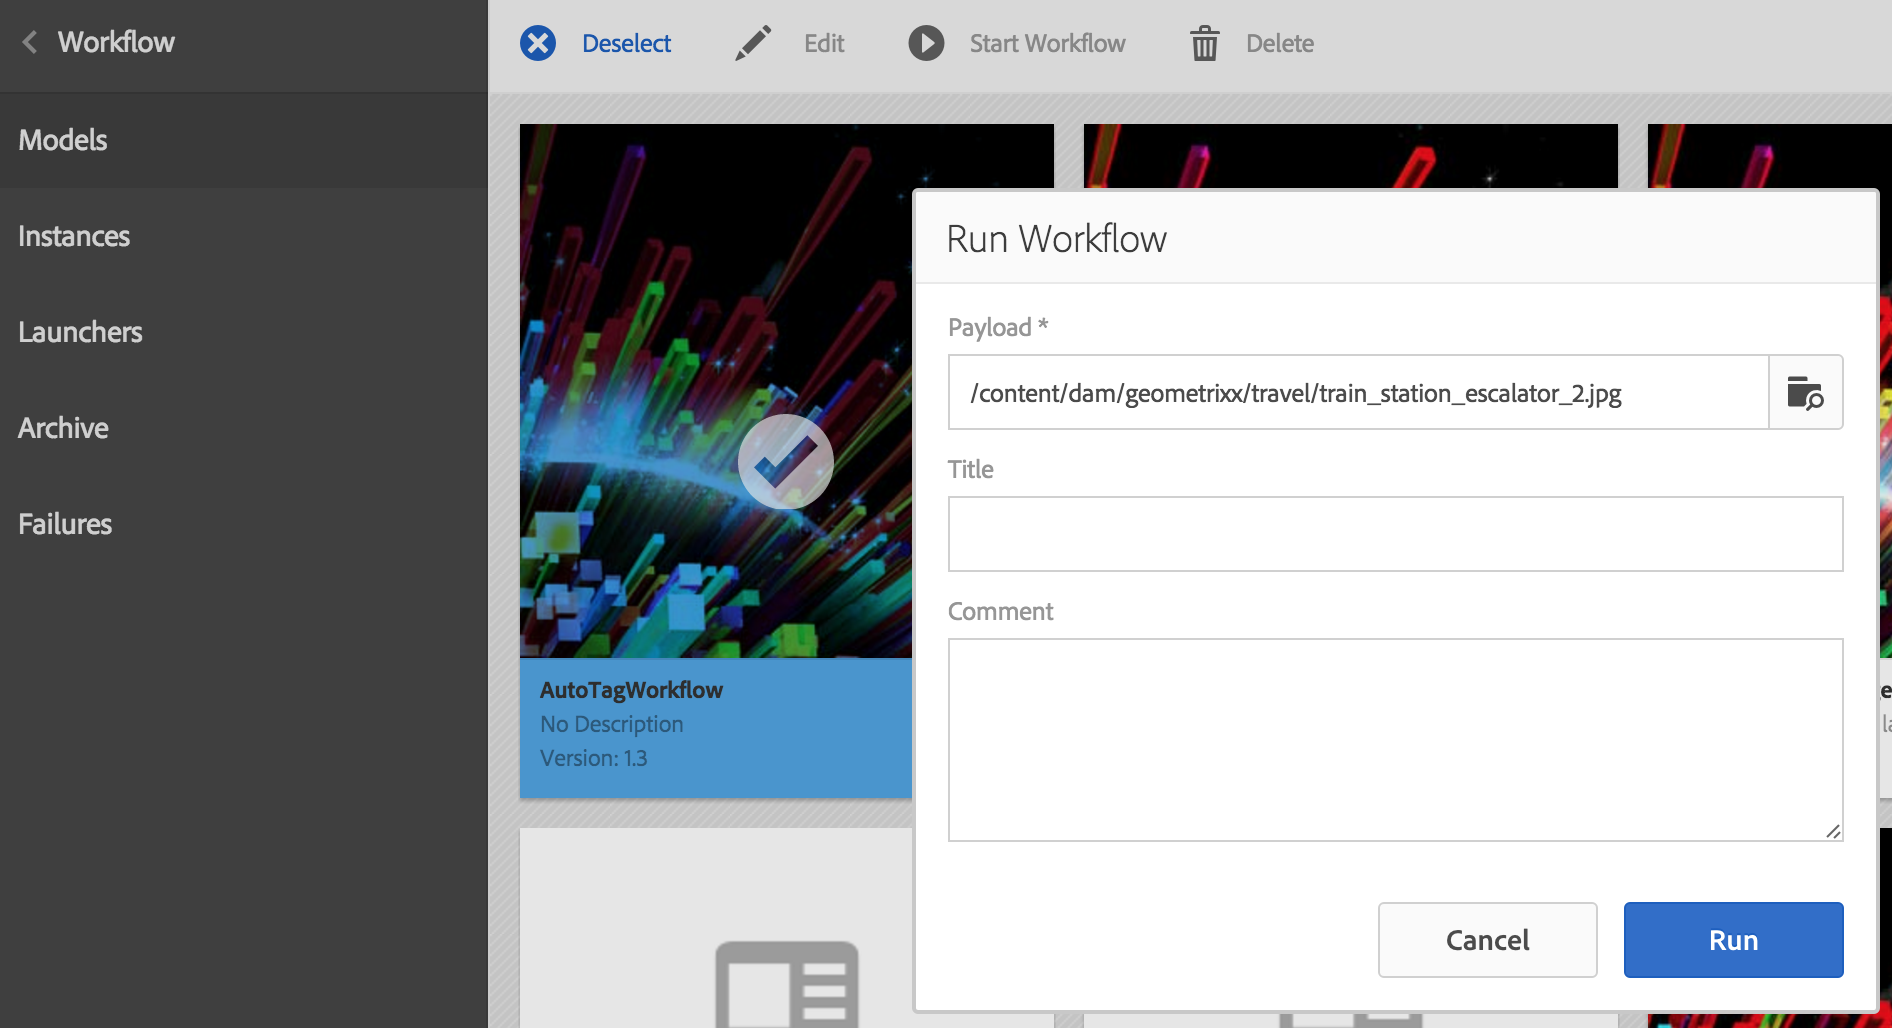 Workflow
Deselect
Edit
Start Workflow
Delete
Models
Instances
Launchers
Archive
Failures
Run Workflow
Payload *
/content/dam/geometrixx/travel/train_station_escalator_2.jpg
Title
Comment
Cancel
Run
AutoTagWorkflow
No Description
Version: 1.3